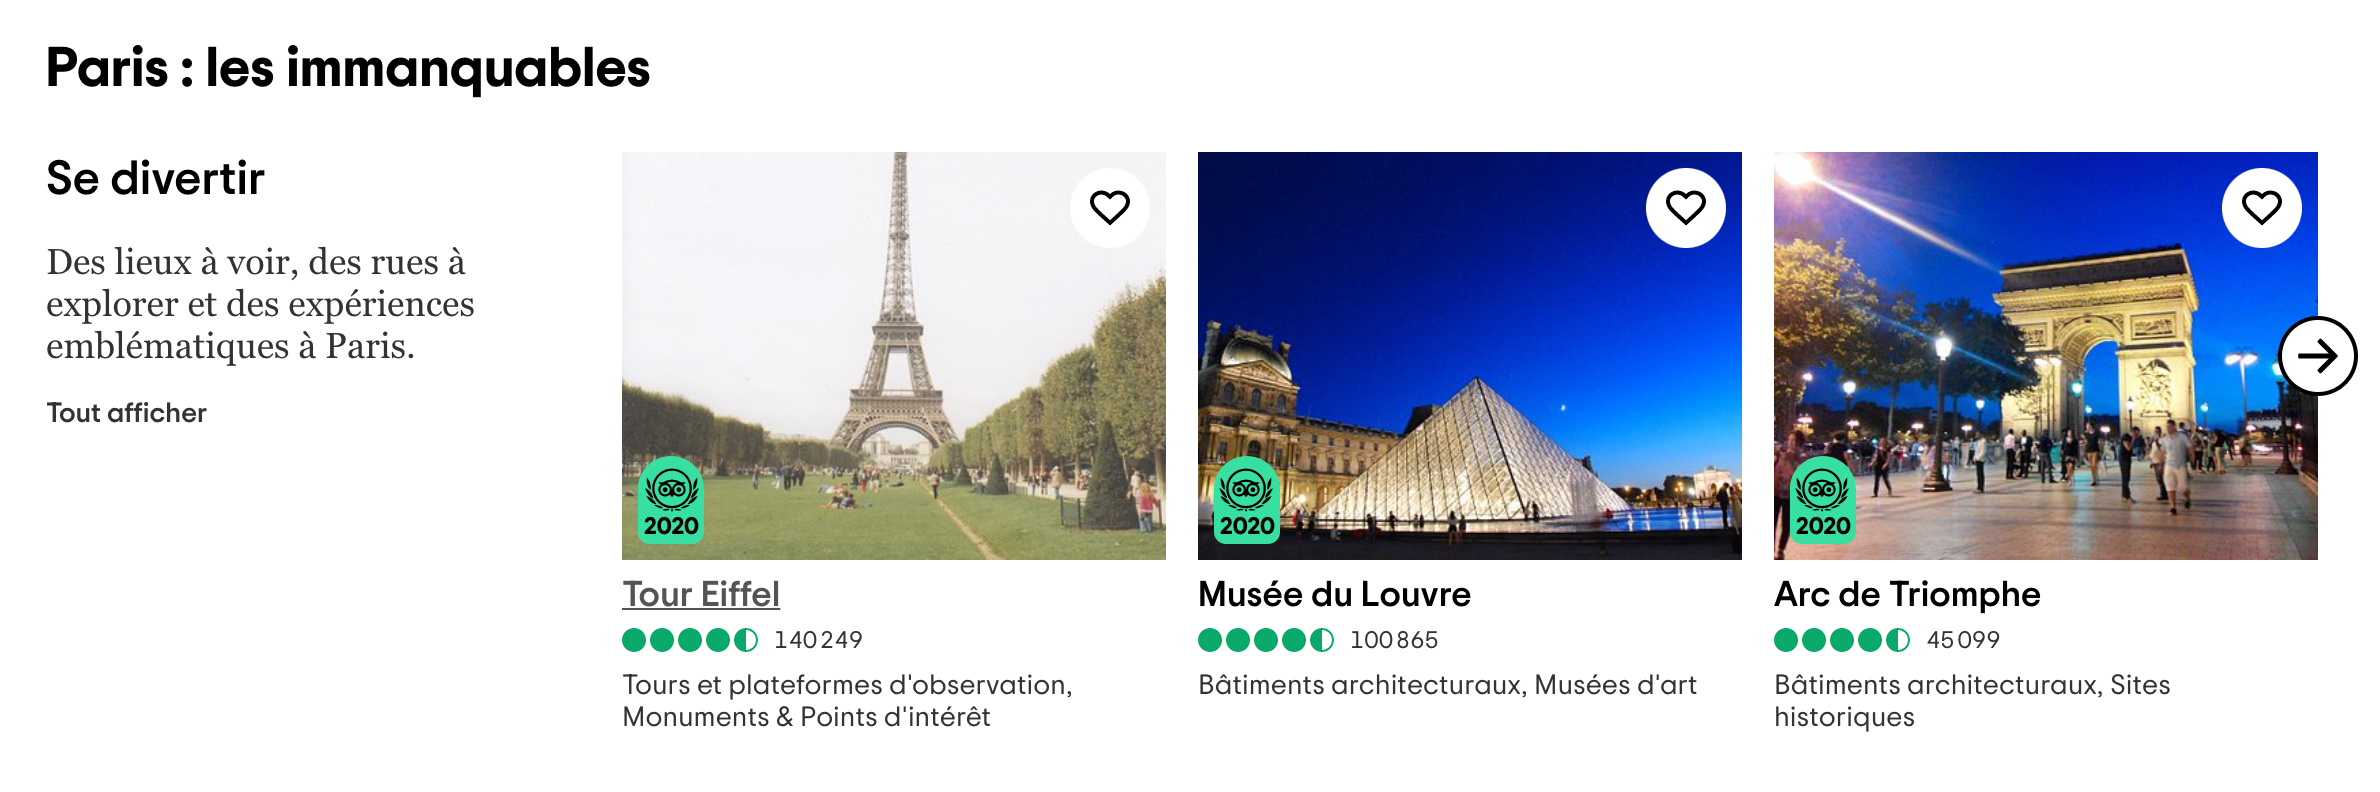 Paris : les immanquables
Se divertir
Des lieux à voir, des rues à
explorer et des expériences
emblématiques à Paris.
Tout afficher
2020
Tour Eiffel
140 249
Tours et plateformes d'observation,
Monuments & Points d'intérêt
2020
Musée du Louvre
100 865
Bâtiments architecturaux, Musées d'art
2020
Arc de Triomphe
45 099
Bâtiments architecturaux, Sites
historiques